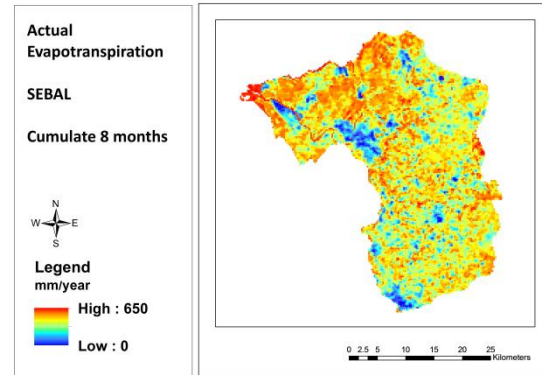 Actual
Evapotranspiration
SEBAL
Cumulate 8 months
N
W E
S
Legend
mm/year
High : 650
Low : 0
0 2.5 5 10 15 20 25
Kilometers